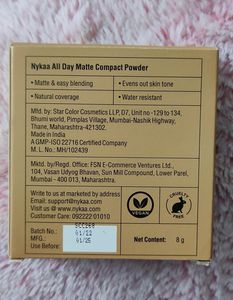 Nykaa All Day Matte Compact Powder
• Matte & easy blending • Evens out skin tone
• Natural coverage • Water resistant
Mfd. by: Star Color Cosmetics LLP, D7, Unit no -129 to 134,
Bhumi World, Pimplas Village, Mumbai-Nashik Highway,
Thane, Maharashtra-421302.
Made in India
A GMP-ISO 22716 Certified Company
M. L. No.: MH/102439
Mktd. by/Regd. Office: FSN E-Commerce Ventures Ltd.
104, Vasan Udyog Bhavan, Sun Mill Compound, Lower Parel,
Mumbai - 400 013, Maharashtra.
Write to us at marketed by address
Email: support@nykaa.com
Visit us @ www.nykaa.com
Customer Care: 092222 01010
VEGAN
CRUELTY FREE
Batch No.: SCC268
MFG.: 01/22
Use Before: 01/25
Net Weight : 8 g